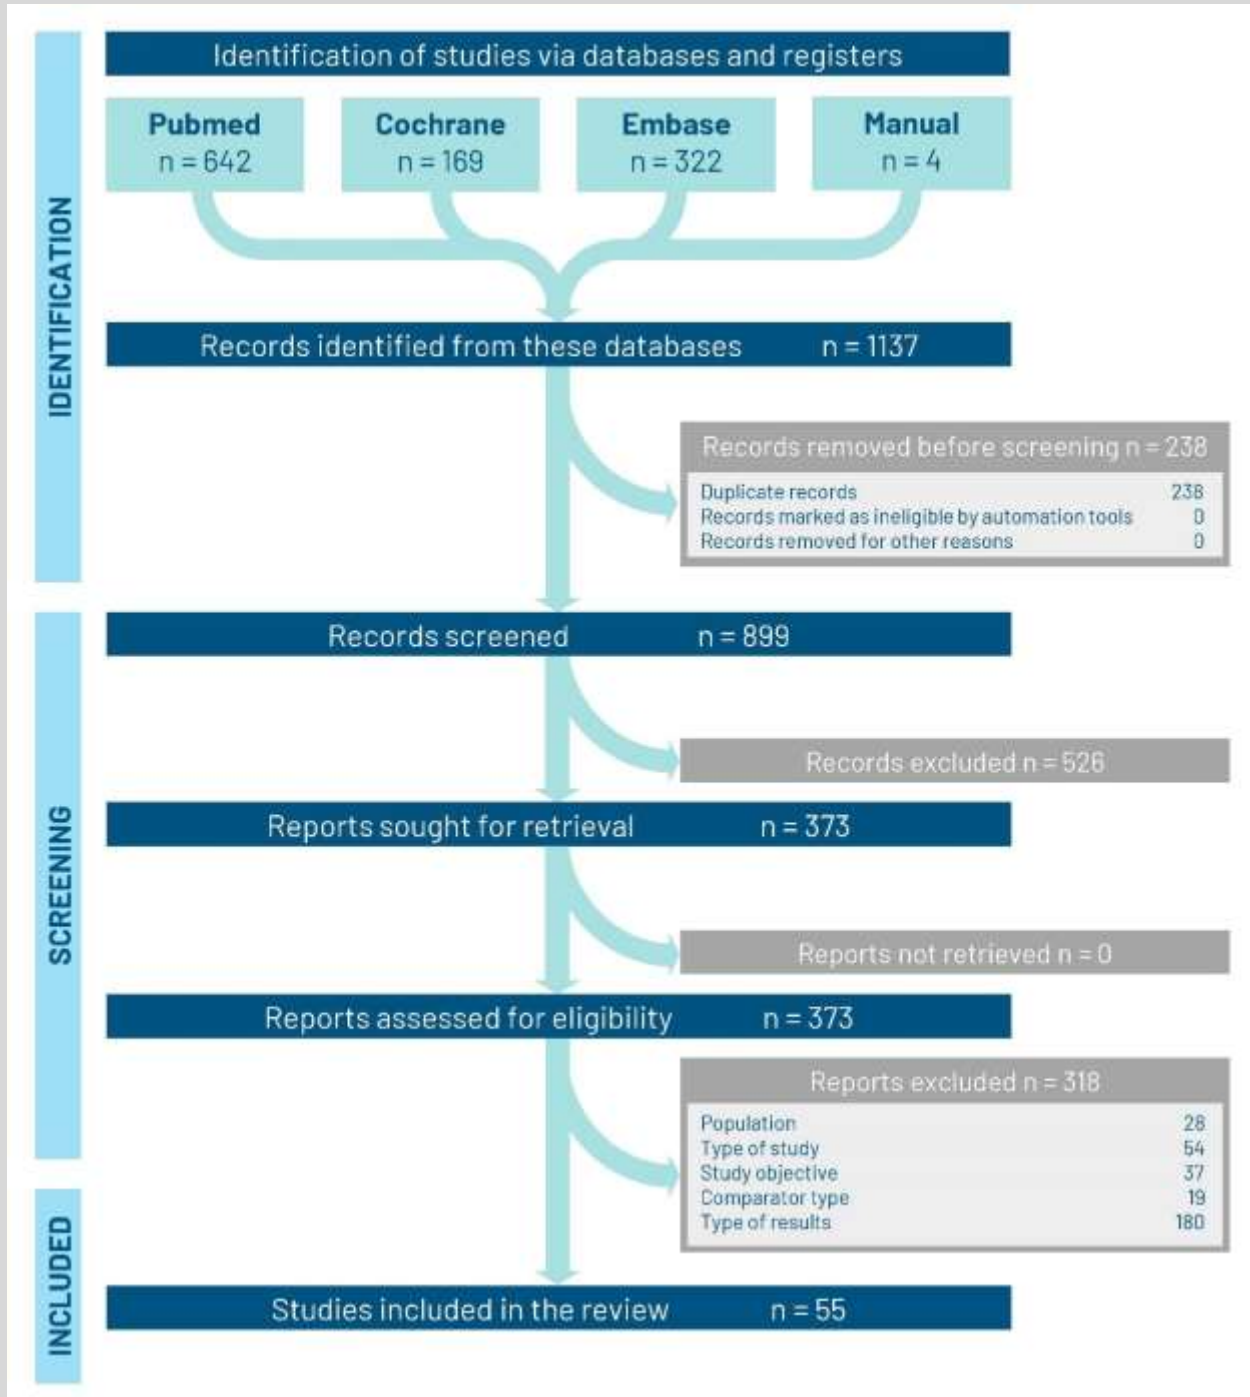 IDENTIFICATION
Identification of studies via databases and registers
Pubmed
n = 642
Cochrane
n = 169
Embase
n = 322
Manual
n = 4
Records identified from these databases n = 1137
Records removed before screening n = 238
Duplicate records 238
Records marked as ineligible by automation tools 0
Records removed for other reasons 0
SCREENING
Records screened n = 899
Records excluded n = 526
Reports sought for retrieval n = 373
Reports not retrieved n = 0
Reports assessed for eligibility n = 373
Reports excluded n = 318
Population 28
Type of study 54
Study objective 37
Comparator type 19
Type of results 180
INCLUDED
Studies included in the review n = 55